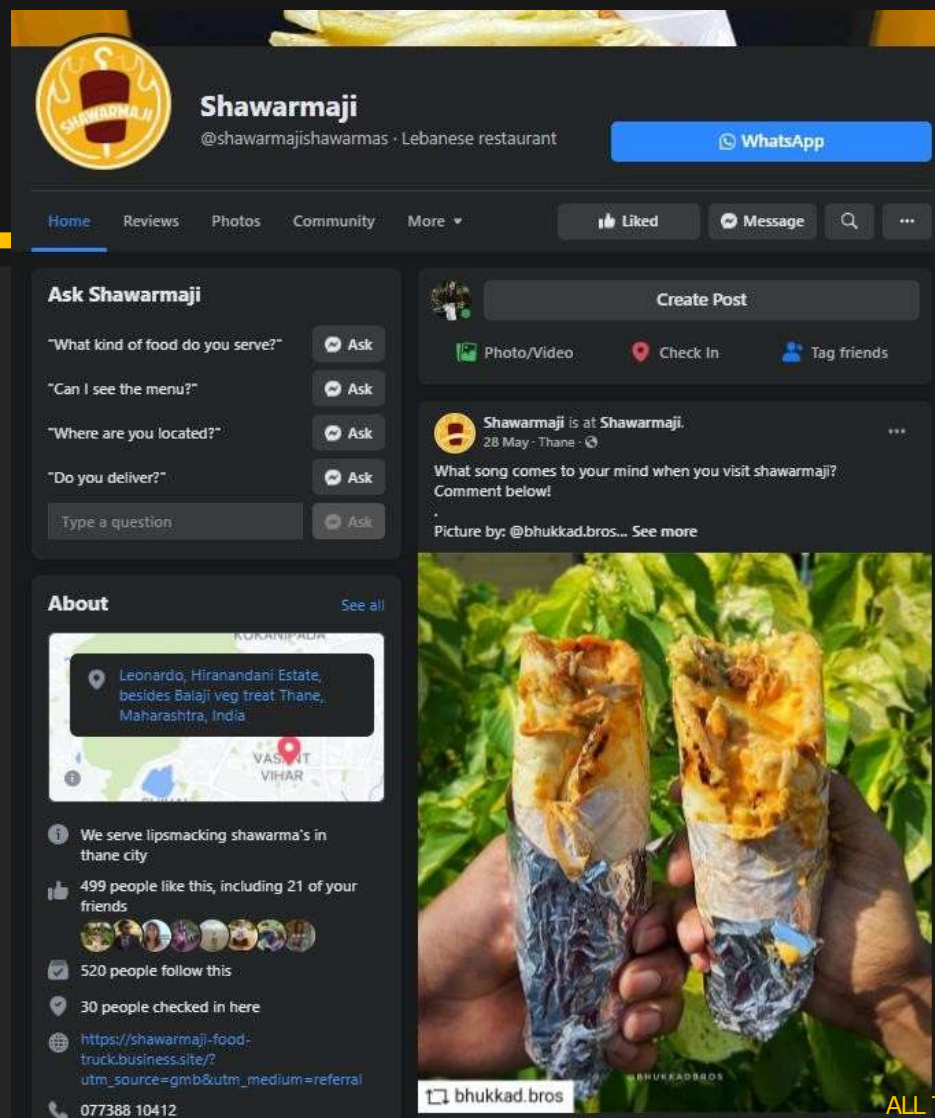 SHAWARMAJI
Shawarmaji
@shawarmajishawarmas · Lebanese restaurant
WhatsApp
Home
Reviews
Photos
Community
More
Liked
Message
···
Ask Shawarmaji
"What kind of food do you serve?"
Ask
"Can I see the menu?"
Ask
"Where are you located?"
Ask
"Do you deliver?"
Ask
Type a question
Ask
About
See all
KOKANIPADA
Leonardo, Hiranandani Estate,
besides Balaji veg treat Thane,
Maharashtra, India
VASANT
VIHAR
We serve lipsmacking shawarma's in
thane city
499 people like this, including 21 of your
friends
520 people follow this
30 people checked in here
https://shawarmaji-food-
truck.business.site/?
utm_source=gmb&utm_medium=referral
077388 10412
Create Post
Photo/Video
Check In
Tag friends
Shawarmaji is at Shawarmaji.
28 May · Thane ·
···
What song comes to your mind when you visit shawarmaji?
Comment below!
.
Picture by: @bhukkad.bros... See more
@BHUKKADBROS
bhukkad.bros
ALL